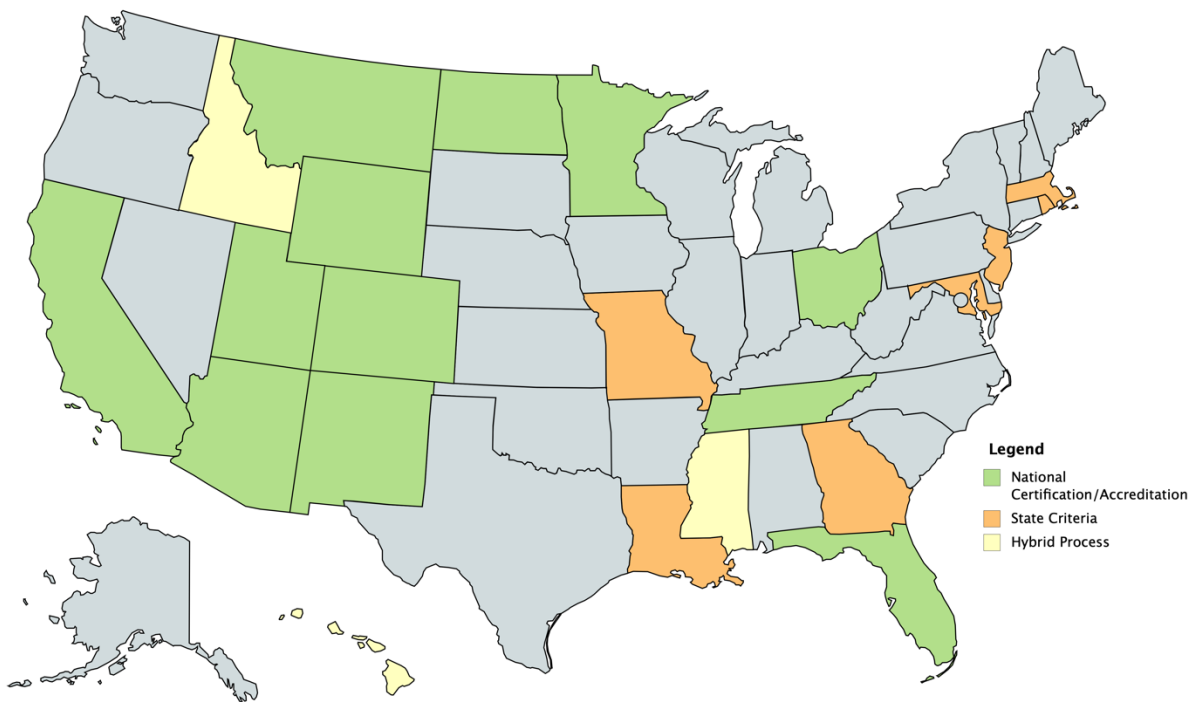 Legend
National
Certification/Accreditation
State Criteria
Hybrid Process